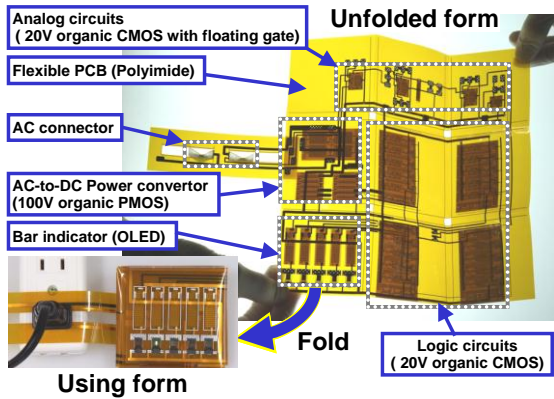 Analog circuits
( 20V organic CMOS with floating gate)
Unfolded form
Flexible PCB (Polyimide)
AC connector
AC-to-DC Power convertor
(100V organic PMOS)
Bar indicator (OLED)
Fold
Logic circuits
( 20V organic CMOS)
Using form